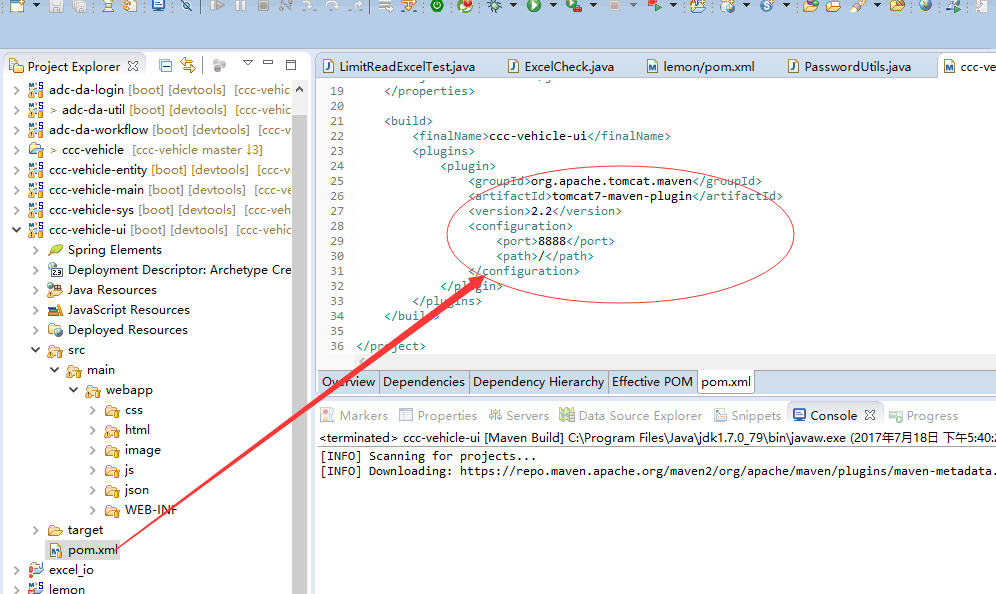 Project Explorer
adc-da-login [boot] [devtools] [ccc-vehic
> adc-da-util [boot] [devtools] [ccc-vehic
adc-da-workflow [boot] [devtools] [ccc-v
> ccc-vehicle [ccc-vehicle master ↓3]
ccc-vehicle-entity [boot] [devtools] [ccc-v
ccc-vehicle-main [boot] [devtools] [ccc-ve
ccc-vehicle-sys [boot] [devtools] [ccc-vehi
ccc-vehicle-ui [boot] [devtools] [ccc-vehic
Spring Elements
Deployment Descriptor: Archetype Cre
Java Resources
JavaScript Resources
Deployed Resources
src
main
webapp
css
html
image
js
json
WEB-INF
target
pom.xml
excel_io
lemon
LimitReadExcelTest.java ExcelCheck.java lemon/pom.xml PasswordUtils.java ccc-ve
19 </properties>
20
21 <build>
22 <finalName>ccc-vehicle-ui</finalName>
23 <plugins>
24 <plugin>
25 <groupId>org.apache.tomcat.maven</groupId>
26 <artifactId>tomcat7-maven-plugin</artifactId>
27 <version>2.2</version>
28 <configuration>
29 <port>8888</port>
30 <path>/</path>
31 </configuration>
32 </plugin>
33 </plugins>
34 </build>
35
36 </project>
Overview Dependencies Dependency Hierarchy Effective POM pom.xml
Markers Properties Servers Data Source Explorer Snippets Console Progress
<terminated> ccc-vehicle-ui [Maven Build] C:\Program Files\Java\jdk1.7.0_79\bin\javaw.exe (2017年7月18日 下午5:40:2
[INFO] Scanning for projects...
[INFO] Downloading: https://repo.maven.apache.org/maven2/org/apache/maven/plugins/maven-metadata.